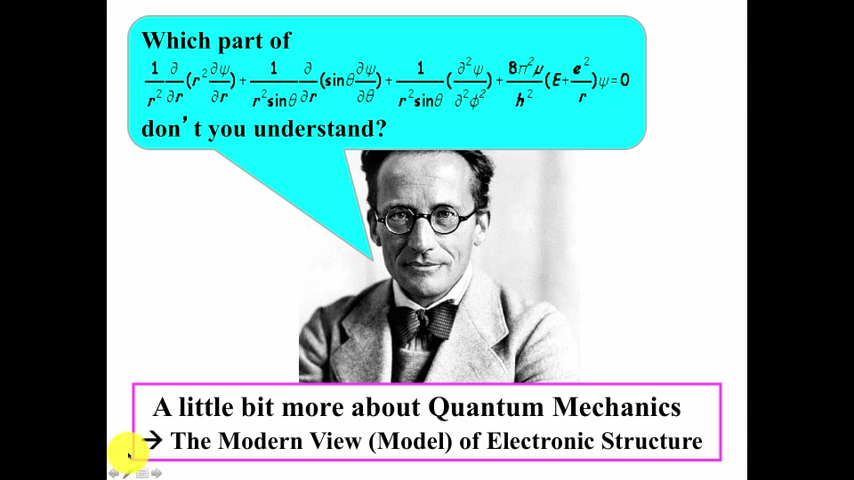 Which part of
1/r² ∂/∂r (r² ∂ψ/∂r) + 1/r²sinθ ∂/∂r (sinθ ∂ψ/∂θ) + 1/r²sinθ (∂²ψ/∂²ϕ²) + 8π²μ/h² (E + e²/r) ψ = 0
don't you understand?
A little bit more about Quantum Mechanics
→ The Modern View (Model) of Electronic Structure